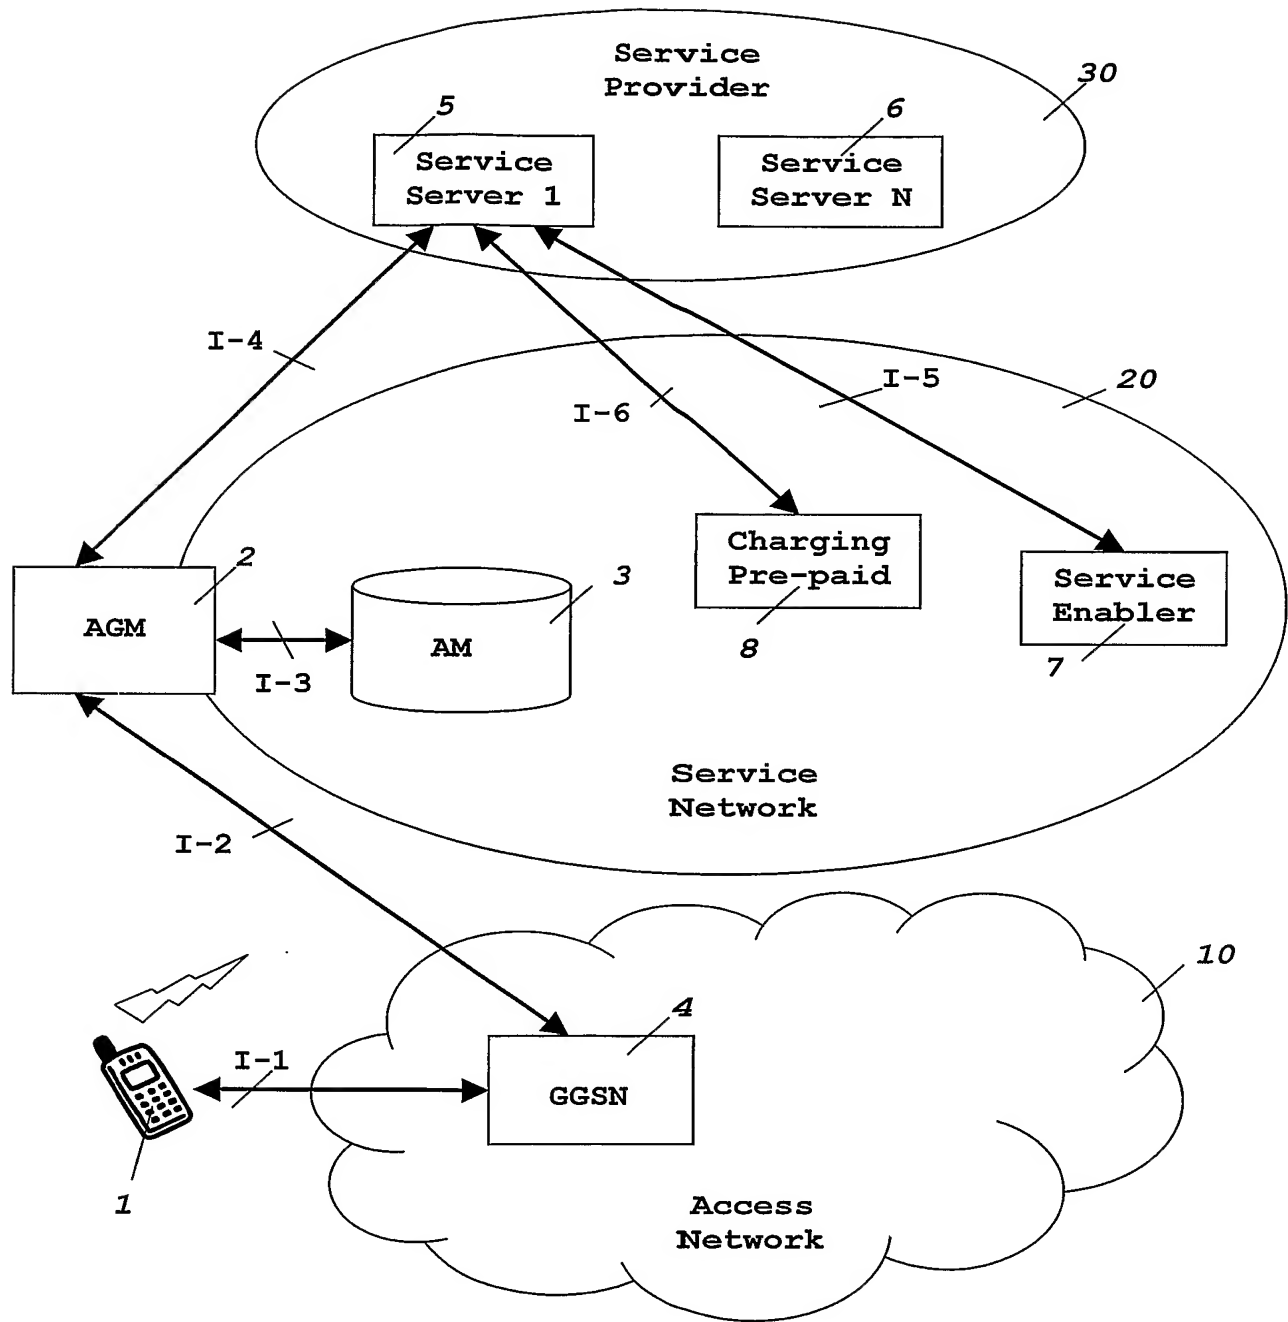 Service
Provider
30
5
6
Service
Server 1
Service
Server N
I-4
I-5
20
I-6
2
3
Charging
Pre-paid
8
Service
Enabler
7
AGM
AM
I-3
Service
Network
I-2
10
4
I-1
GGSN
1
Access
Network